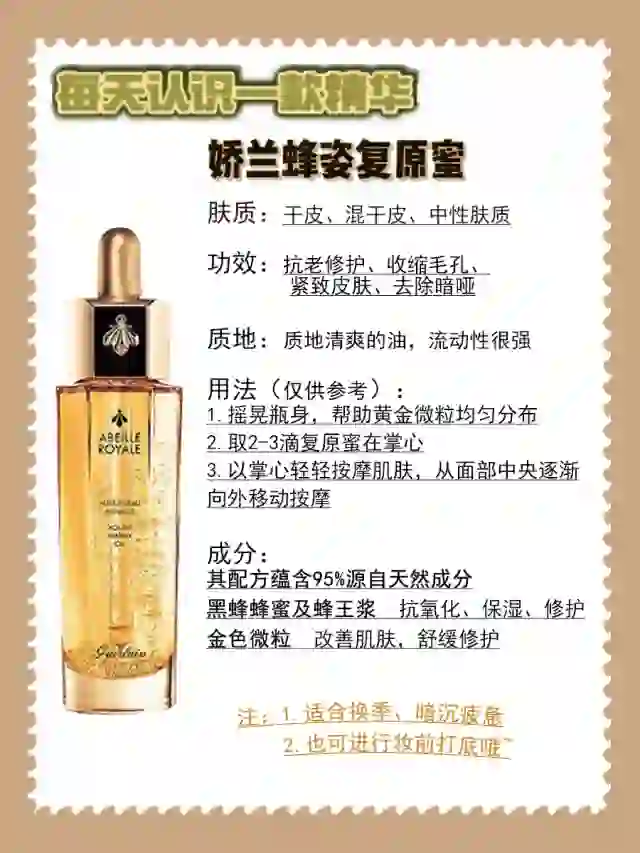 每天认识一款精华
娇兰蜂姿复原蜜
肤质：干皮、混干皮、中性肤质
功效：抗老修护、收缩毛孔、
紧致皮肤、去除暗哑
质地：质地清爽的油，流动性很强
用法（仅供参考）：
1.摇晃瓶身，帮助黄金微粒均匀分布
2.取2-3滴复原蜜在掌心
3.以掌心轻轻按摩肌肤，从面部中央逐渐
向外移动按摩
ABEILLE
ROYALE
成分：
其配方蕴含95%源自天然成分
黑蜂蜂蜜及蜂王浆 抗氧化、保湿、修护
金色微粒 改善肌肤，舒缓修护
Guerlain
注：1.适合换季、暗沉疲惫
2.也可进行妆前打底哦~